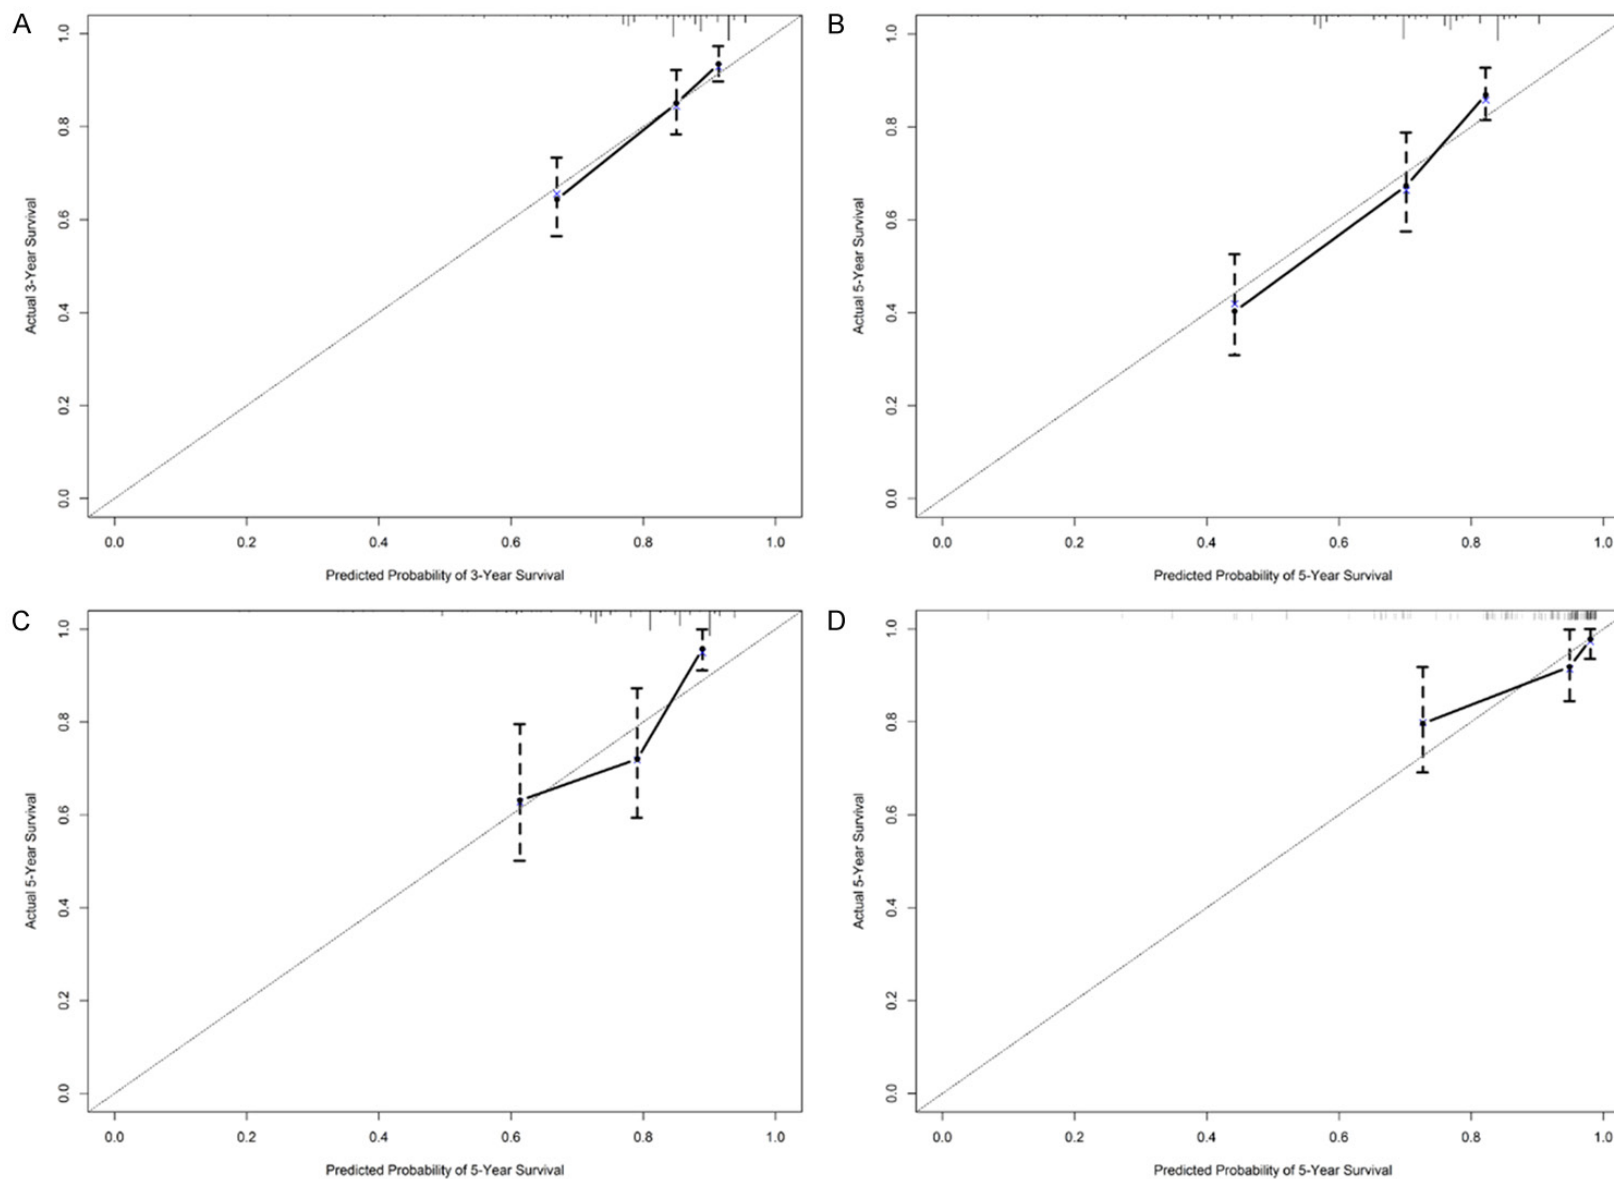 A
1.0
0.8
0.6
0.4
0.2
0.0
Actual 3-Year Survival
0.0 0.2 0.4 0.6 0.8 1.0
Predicted Probability of 3-Year Survival
B
1.0
0.8
0.6
0.4
0.2
0.0
Actual 5-Year Survival
0.0 0.2 0.4 0.6 0.8 1.0
Predicted Probability of 5-Year Survival
C
1.0
0.8
0.6
0.4
0.2
0.0
Actual 5-Year Survival
0.0 0.2 0.4 0.6 0.8 1.0
Predicted Probability of 5-Year Survival
D
1.0
0.8
0.6
0.4
0.2
0.0
Actual 5-Year Survival
0.0 0.2 0.4 0.6 0.8 1.0
Predicted Probability of 5-Year Survival